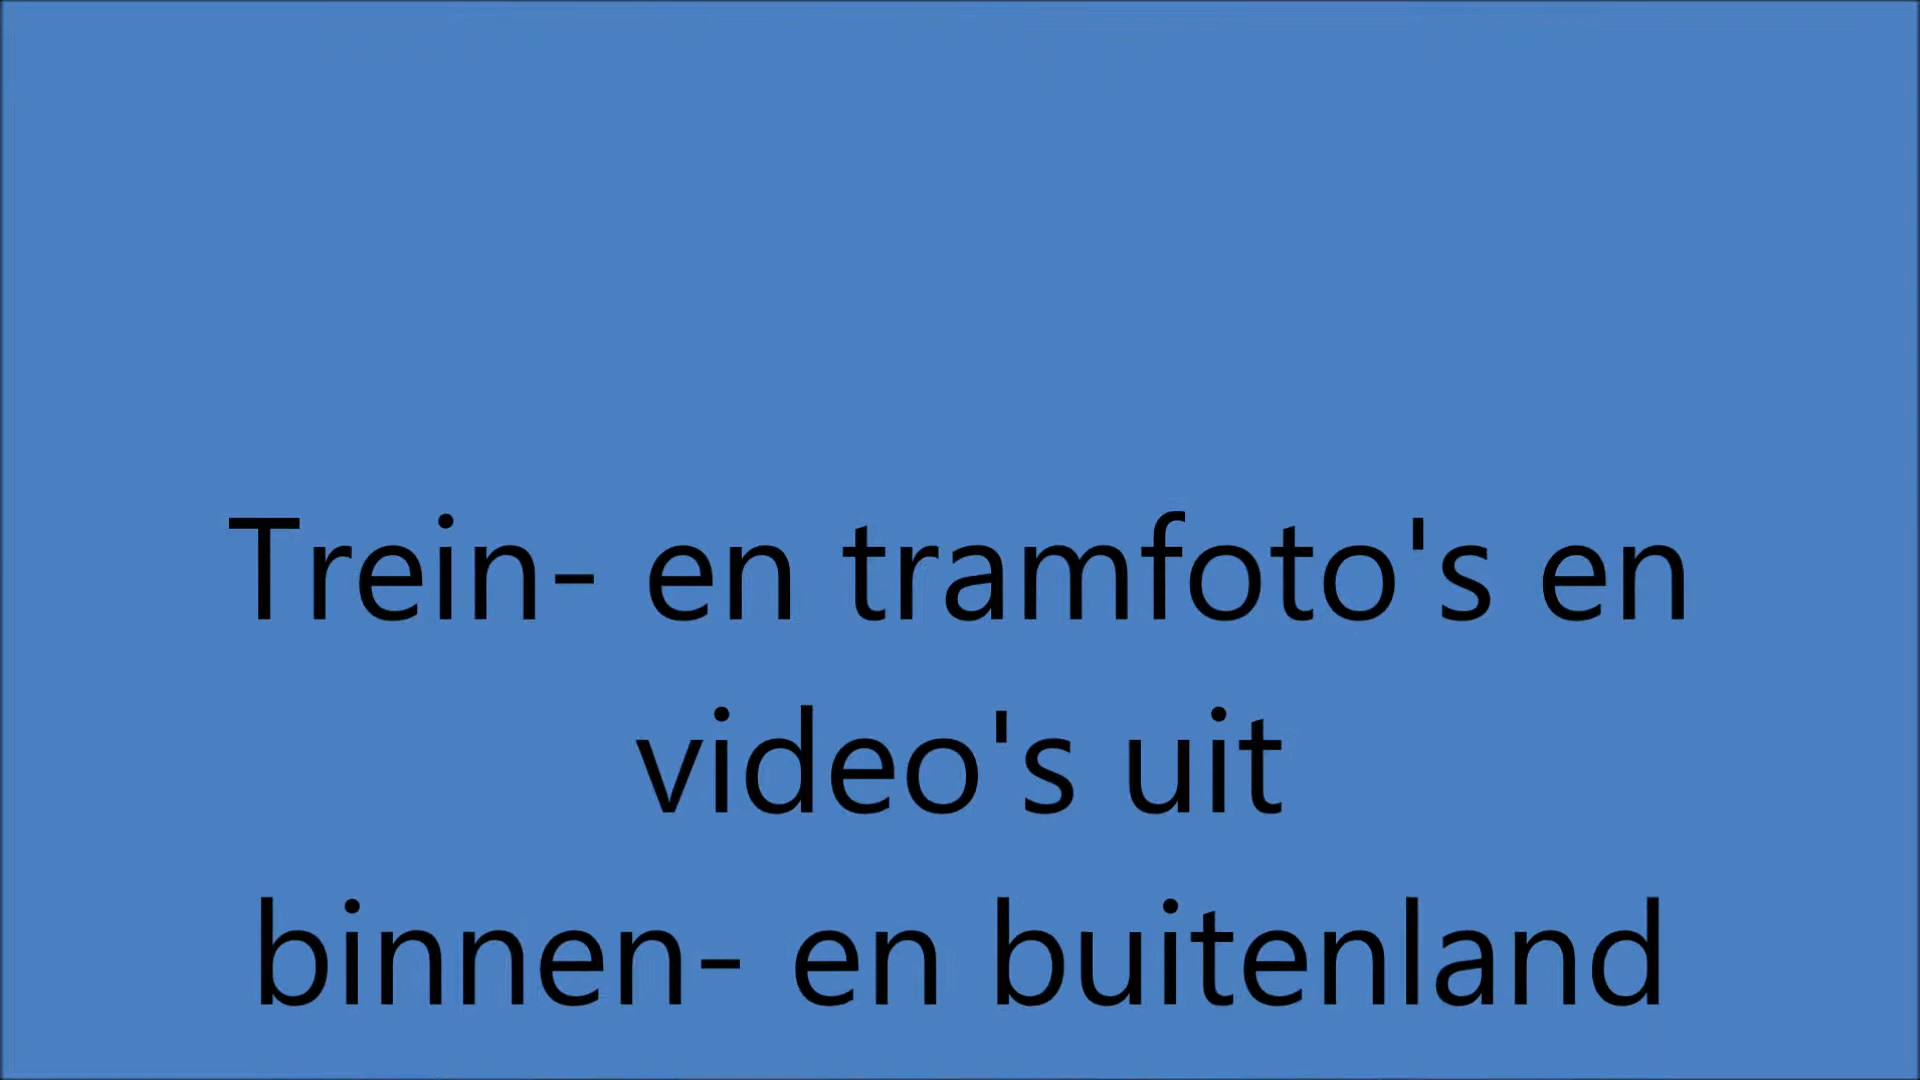 Trein- en tramfoto's en
video's uit
binnen- en buitenland